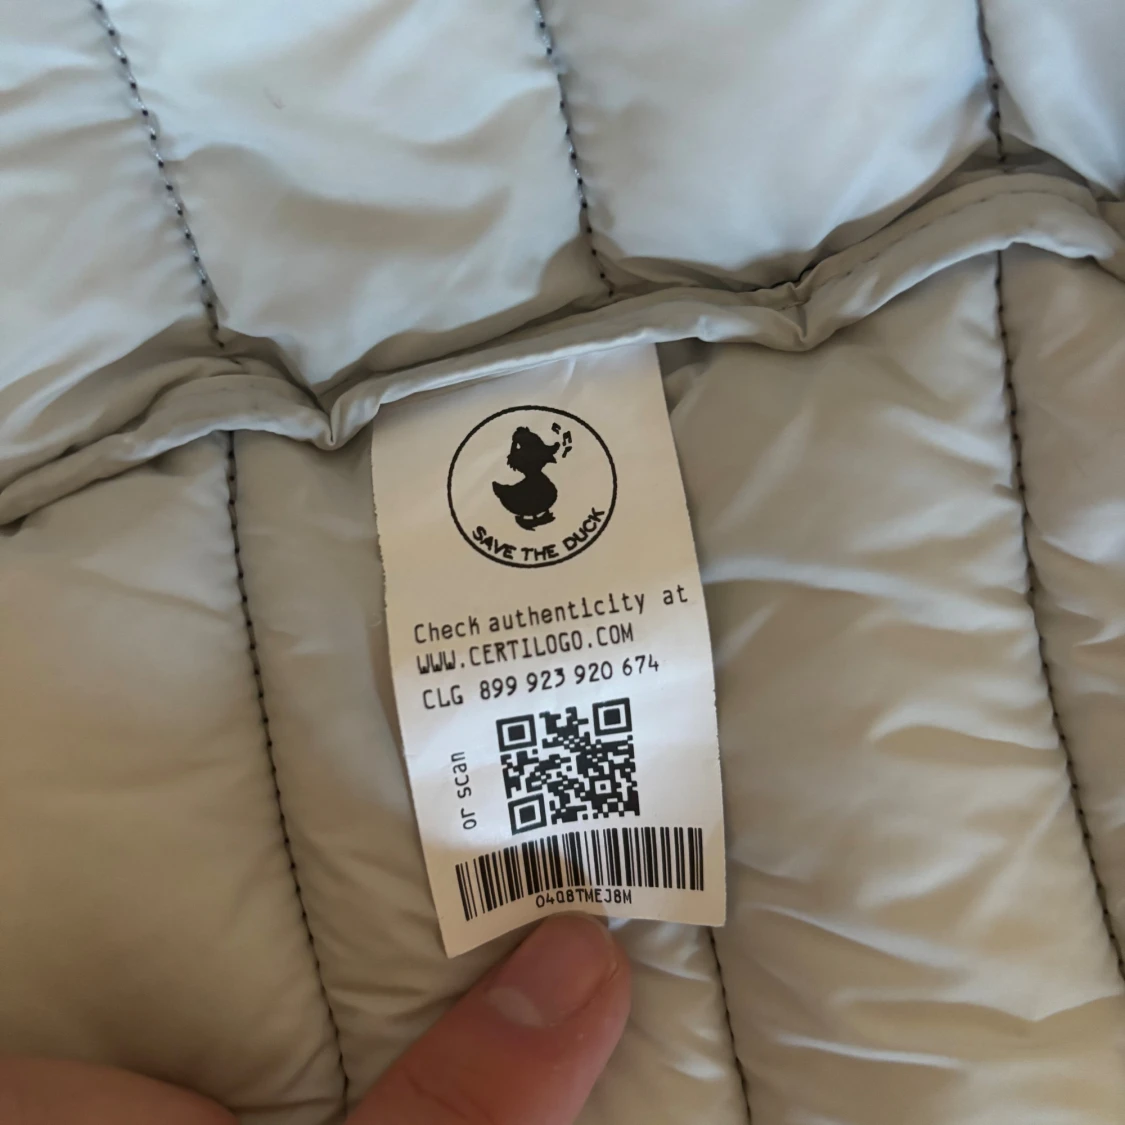 SAVE THE DUCK
Check authenticity at
WWW.CERTILOGO.COM
CLG 899 923 920 674
or scan
04Q8TMEJ8M